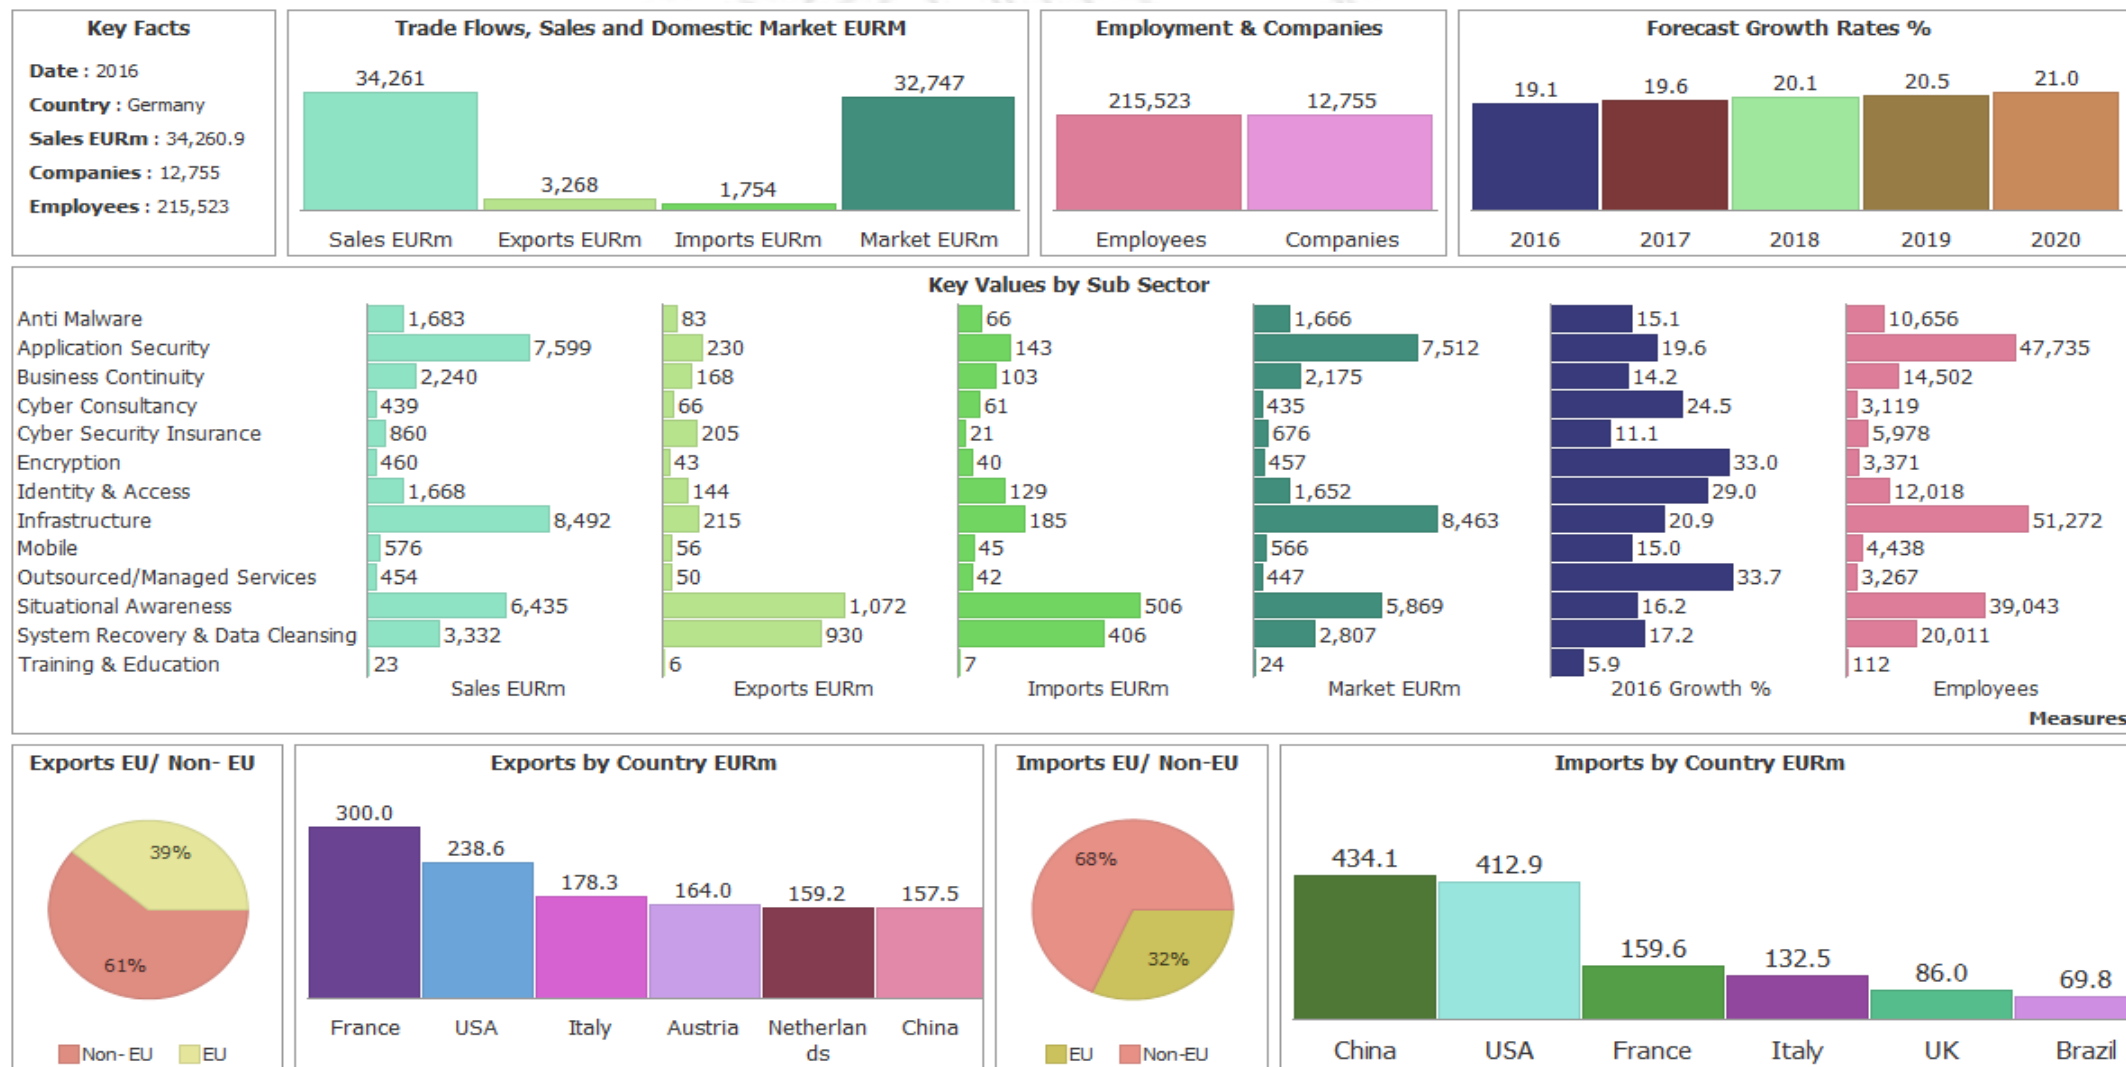 Key Facts
Date : 2016
Country : Germany
Sales EURm : 34,260.9
Companies : 12,755
Employees : 215,523
Trade Flows, Sales and Domestic Market EURM
34,261
3,268
1,754
32,747
Sales EURm
Exports EURm
Imports EURm
Market EURm
Employment & Companies
215,523
12,755
Employees
Companies
Forecast Growth Rates %
19.1
19.6
20.1
20.5
21.0
2016
2017
2018
2019
2020
Key Values by Sub Sector
Anti Malware 1,683 83 66 1,666 15.1 10,656
Application Security 7,599 230 143 7,512 19.6 47,735
Business Continuity 2,240 168 103 2,175 14.2 14,502
Cyber Consultancy 439 66 61 435 24.5 3,119
Cyber Security Insurance 860 205 21 676 11.1 5,978
Encryption 460 43 40 457 33.0 3,371
Identity & Access 1,668 144 129 1,652 29.0 12,018
Infrastructure 8,492 215 185 8,463 20.9 51,272
Mobile 576 56 45 566 15.0 4,438
Outsourced/Managed Services 454 50 42 447 33.7 3,267
Situational Awareness 6,435 1,072 506 5,869 16.2 39,043
System Recovery & Data Cleansing 3,332 930 406 2,807 17.2 20,011
Training & Education 23 6 7 24 5.9 112
Sales EURm Exports EURm Imports EURm Market EURm 2016 Growth % Employees
Measures
Exports EU/ Non- EU
39%
61%
Non- EU EU
Exports by Country EURm
300.0
238.6
178.3
164.0
159.2
157.5
France
USA
Italy
Austria
Netherlan
ds
China
Imports EU/ Non-EU
68%
32%
EU Non-EU
Imports by Country EURm
434.1
412.9
159.6
132.5
86.0
69.8
China
USA
France
Italy
UK
Brazil